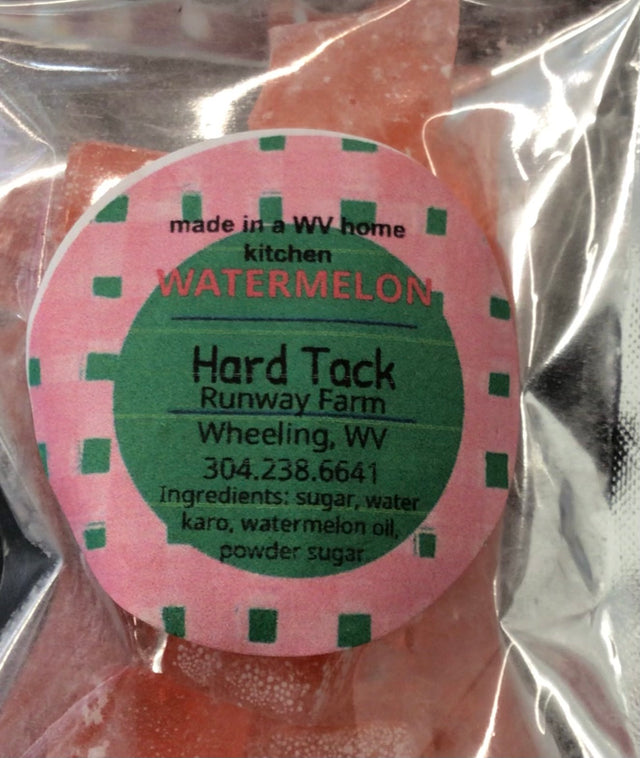 made in a WV home
kitchen
WATERMELON
Hard Tack
Runway Farm
Wheeling, WV
304.238.6641
Ingredients: sugar, water
karo, watermelon oil,
powder sugar